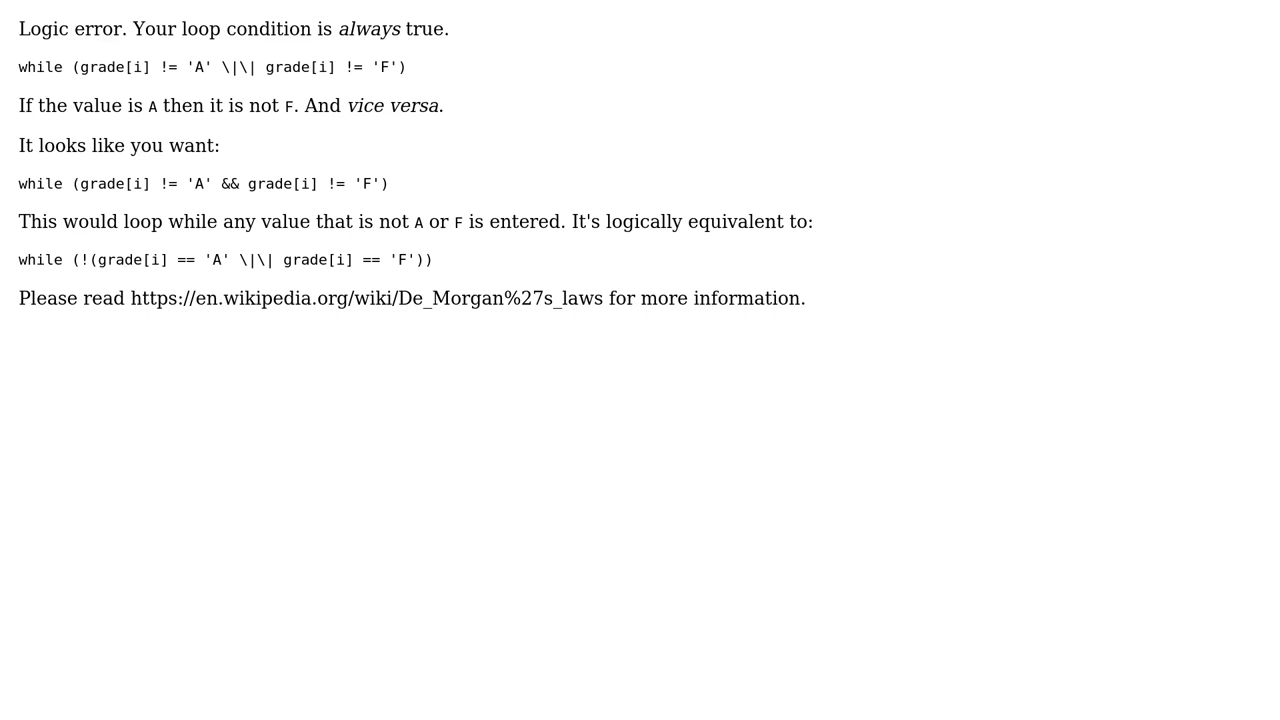 Logic error. Your loop condition is always true.
while (grade[i] != 'A' \|\| grade[i] != 'F')
If the value is A then it is not F. And vice versa.
It looks like you want:
while (grade[i] != 'A' && grade[i] != 'F')
This would loop while any value that is not A or F is entered. It's logically equivalent to:
while (!(grade[i] == 'A' \|\| grade[i] == 'F'))
Please read https://en.wikipedia.org/wiki/De_Morgan%27s_laws for more information.